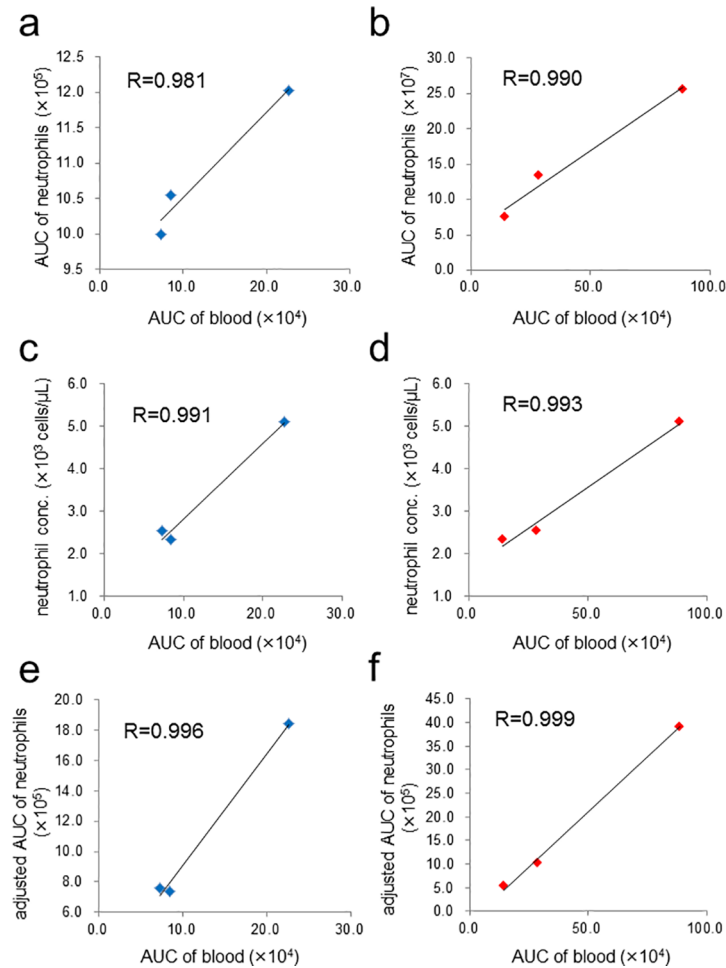 a
R=0.981
AUC of neutrophils (×10⁵)
12.5
12.0
11.5
11.0
10.5
10.0
9.5
0.0 10.0 20.0 30.0
AUC of blood (×10⁴)
b
R=0.990
AUC of neutrophils (×10⁷)
30.0
25.0
20.0
15.0
10.0
5.0
0.0
0.0 50.0 100.0
AUC of blood (×10⁴)
c
R=0.991
neutrophil conc. (×10³ cells/µL)
6.0
5.0
4.0
3.0
2.0
1.0
0.0 10.0 20.0 30.0
AUC of blood (×10⁴)
d
R=0.993
neutrophil conc. (×10³ cells/µL)
6.0
5.0
4.0
3.0
2.0
1.0
0.0 50.0 100.0
AUC of blood (×10⁴)
e
R=0.996
adjusted AUC of neutrophils
(×10⁵)
20.0
18.0
16.0
14.0
12.0
10.0
8.0
6.0
0.0 10.0 20.0 30.0
AUC of blood (×10⁴)
f
R=0.999
adjusted AUC of neutrophils
(×10⁵)
45.0
40.0
35.0
30.0
25.0
20.0
15.0
10.0
5.0
0.0
0.0 50.0 100.0
AUC of blood (×10⁴)